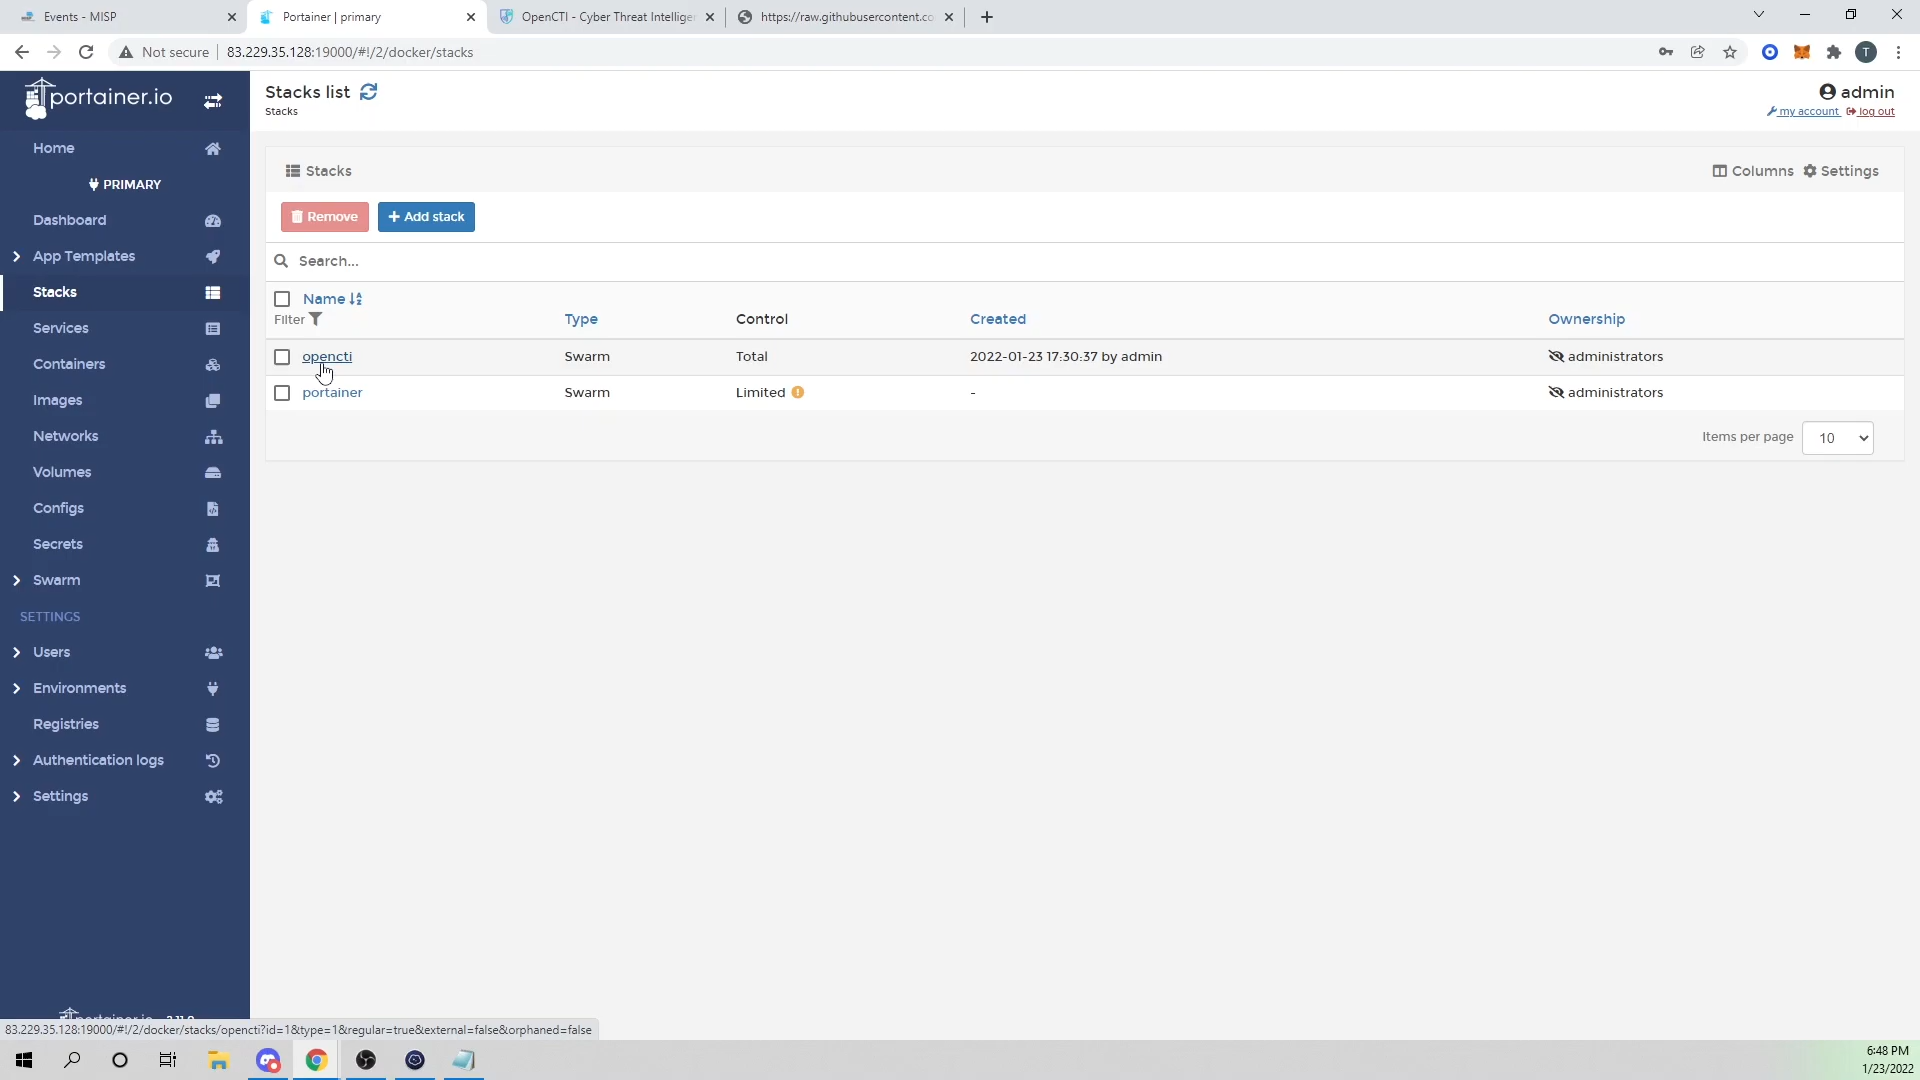 Events - MISP
Portainer | primary
OpenCTI - Cyber Threat Intellige
https://raw.githubusercontent.co
Not secure
83.229.35.128:19000/#!/2/docker/stacks
T
portainer.io
Stacks list
admin
Stacks
my account log out
Home
PRIMARY
Dashboard
App Templates
Stacks
Services
Containers
Images
Networks
Volumes
Configs
Secrets
Swarm
SETTINGS
Users
Environments
Registries
Authentication logs
Settings
Stacks
Columns Settings
Remove
+ Add stack
Search...
Name
Filter
Type
Control
Created
Ownership
opencti
Swarm
Total
2022-01-23 17:30:37 by admin
administrators
portainer
Swarm
Limited
-
administrators
Items per page
10
portainer.io 2.11.0
83.229.35.128:19000/#!/2/docker/stacks/opencti?id=1&type=1&regular=true&external=false&orphaned=false
6:48 PM
1/23/2022